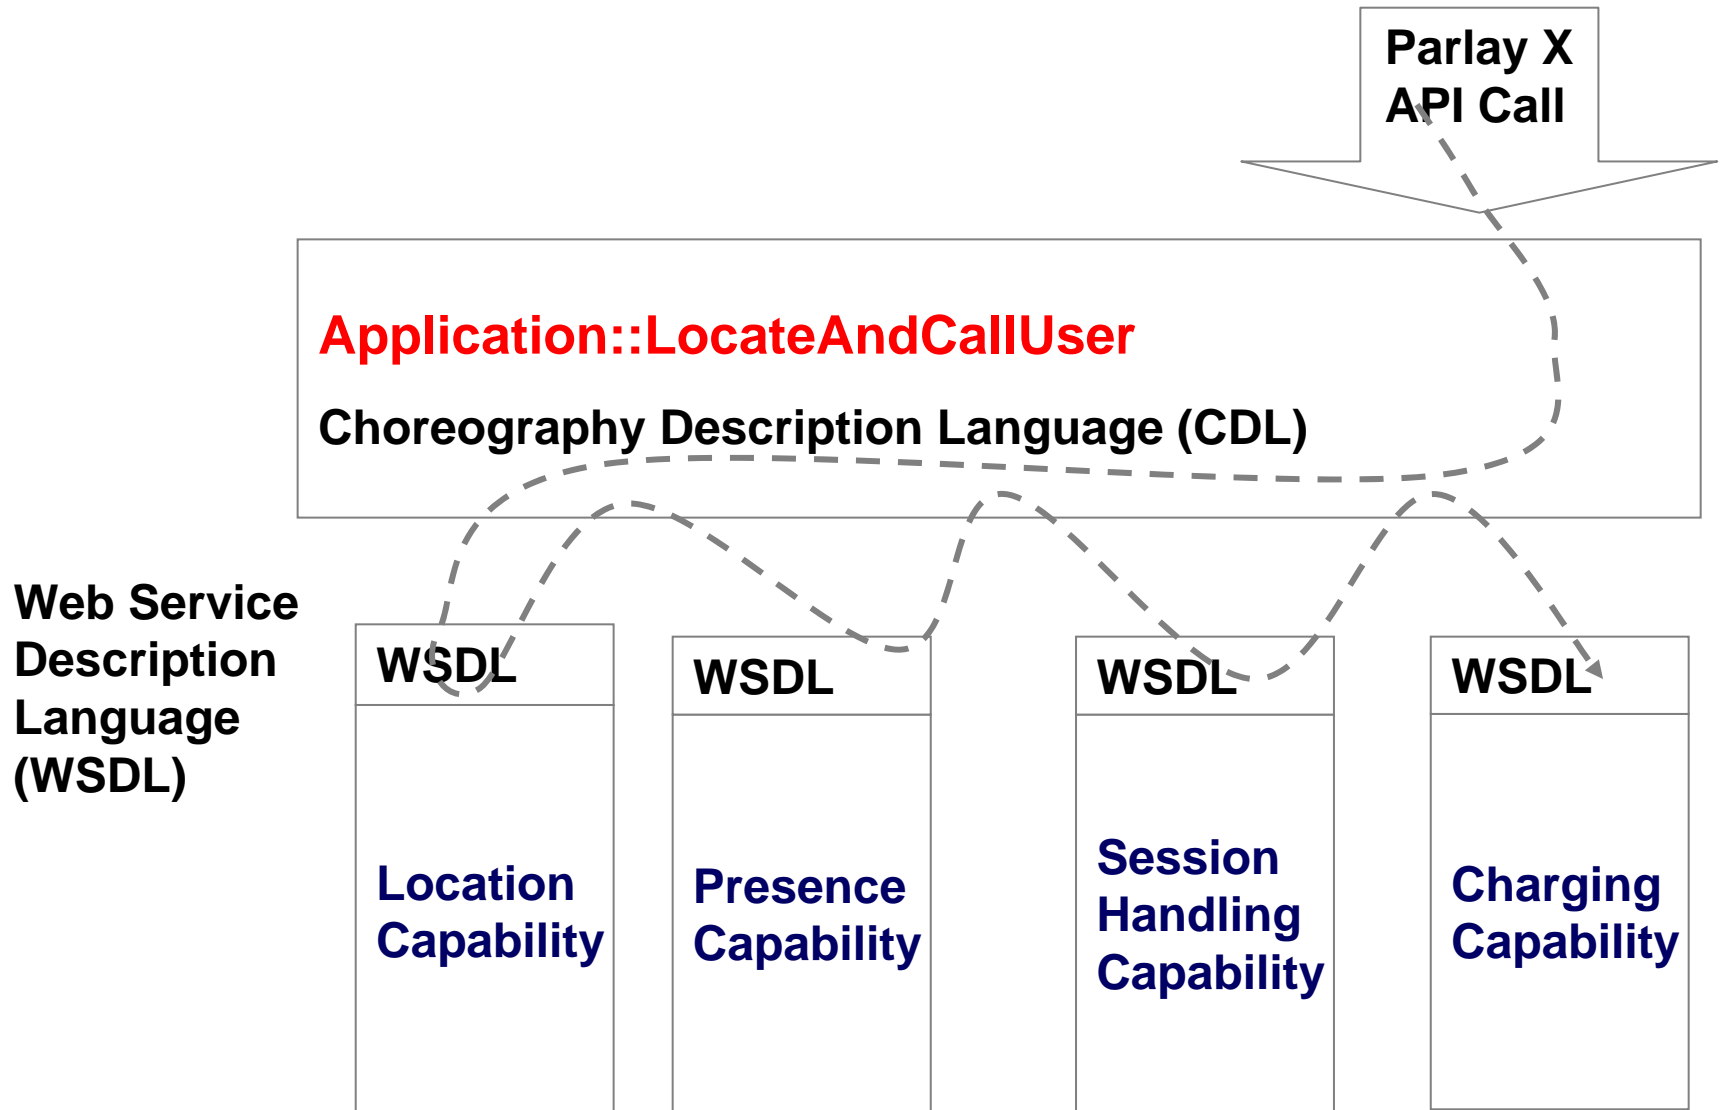 Parlay X
API Call
Application::LocateAndCallUser
Choreography Description Language (CDL)
Web Service
Description
Language
(WSDL)
WSDL
WSDL
WSDL
WSDL
Location
Capability
Presence
Capability
Session
Handling
Capability
Charging
Capability